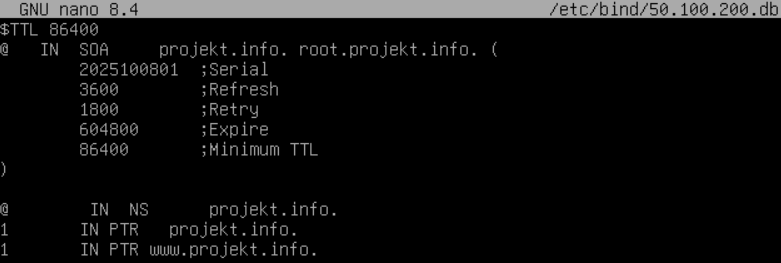 GNU nano 8.4 /etc/bind/50.100.200.db
$TTL 86400
@ IN SOA projekt.info. root.projekt.info. (
2025100801 ;Serial
3600 ;Refresh
1800 ;Retry
604800 ;Expire
86400 ;Minimum TTL
)
@ IN NS projekt.info.
1 IN PTR projekt.info.
1 IN PTR www.projekt.info.